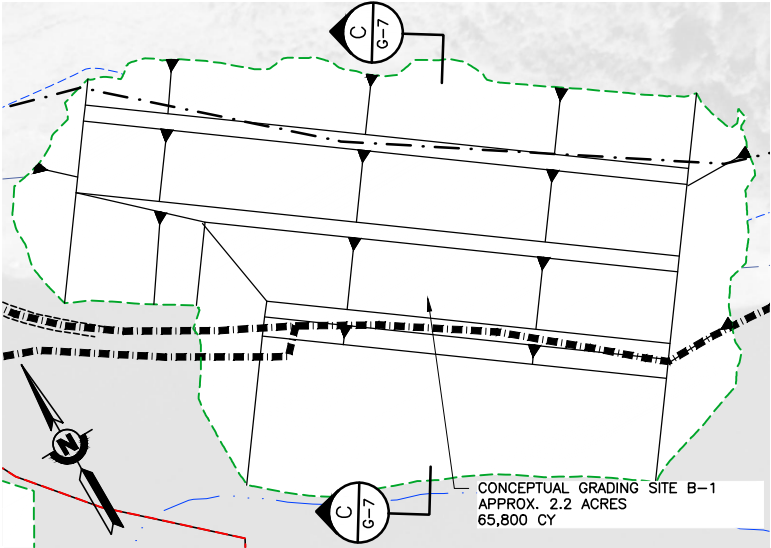 C
G-7
N
C
G-7
CONCEPTUAL GRADING SITE B-1
APPROX. 2.2 ACRES
65,800 CY